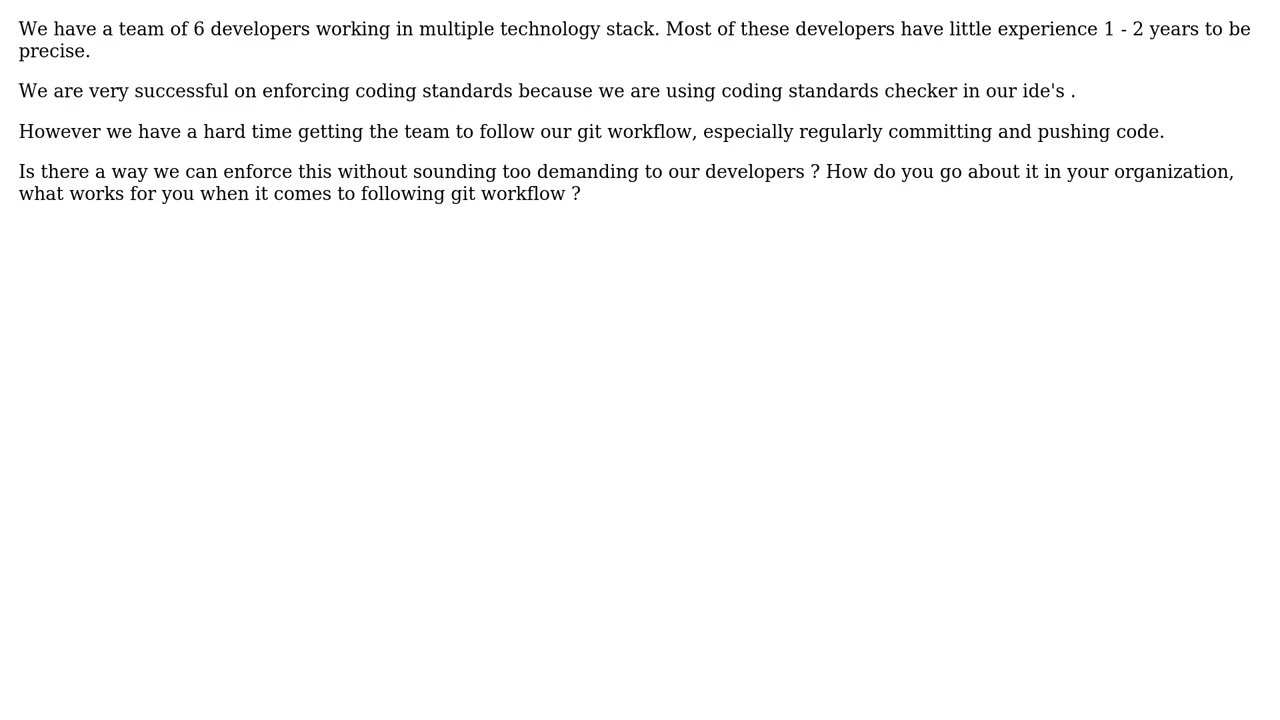 We have a team of 6 developers working in multiple technology stack. Most of these developers have little experience 1 - 2 years to be
precise.
We are very successful on enforcing coding standards because we are using coding standards checker in our ide's .
However we have a hard time getting the team to follow our git workflow, especially regularly committing and pushing code.
Is there a way we can enforce this without sounding too demanding to our developers ? How do you go about it in your organization,
what works for you when it comes to following git workflow ?